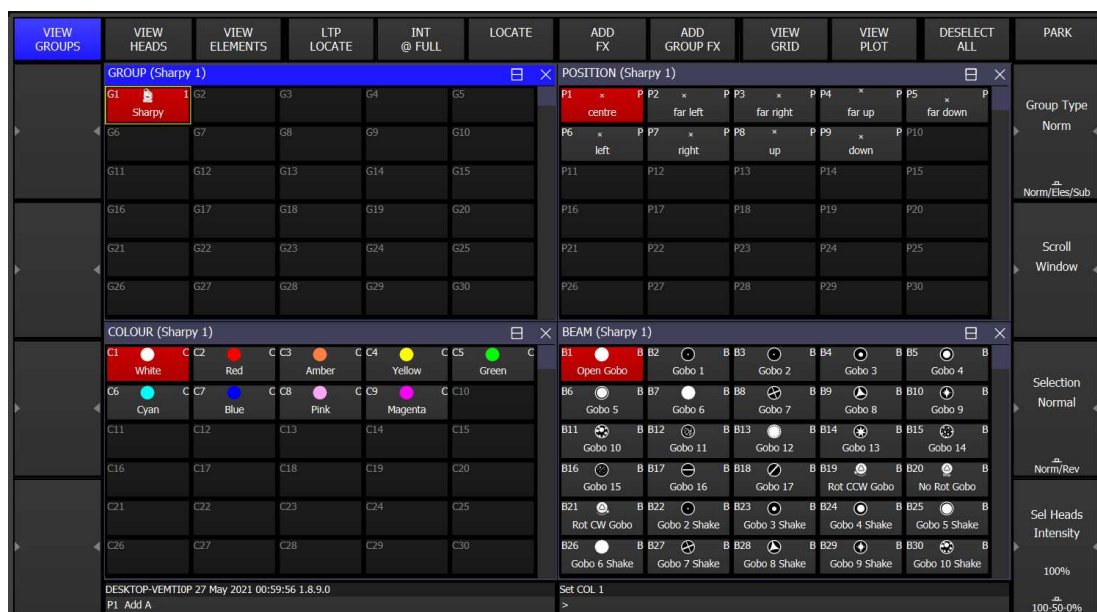 VIEW GROUPS
VIEW HEADS
VIEW ELEMENTS
LTP LOCATE
INT @ FULL
LOCATE
ADD FX
ADD GROUP FX
VIEW GRID
VIEW PLOT
DESELECT ALL
PARK
GROUP (Sharpy 1)
G1 1 G2 G3 G4 G5
Sharpy
G6 G7 G8 G9 G10
G11 G12 G13 G14 G15
G16 G17 G18 G19 G20
G21 G22 G23 G24 G25
G26 G27 G28 G29 G30
POSITION (Sharpy 1)
P1 P P2 P P3 P P4 P P5 P
centre far left far right far up far down
P6 P P7 P P8 P P9 P P10
left right up down
P11 P12 P13 P14 P15
P16 P17 P18 P19 P20
P21 P22 P23 P24 P25
P26 P27 P28 P29 P30
COLOUR (Sharpy 1)
C1 C C2 C C3 C C4 C C5 C
White Red Amber Yellow Green
C6 C C7 C C8 C C9 C C10
Cyan Blue Pink Magenta
C11 C12 C13 C14 C15
C16 C17 C18 C19 C20
C21 C22 C23 C24 C25
C26 C27 C28 C29 C30
BEAM (Sharpy 1)
B1 B B2 B B3 B B4 B B5 B
Open Gobo Gobo 1 Gobo 2 Gobo 3 Gobo 4
B6 B B7 B B8 B B9 B B10 B
Gobo 5 Gobo 6 Gobo 7 Gobo 8 Gobo 9
B11 B B12 B B13 B B14 B B15 B
Gobo 10 Gobo 11 Gobo 12 Gobo 13 Gobo 14
B16 B B17 B B18 B B19 B B20 B
Gobo 15 Gobo 16 Gobo 17 Rot CCW Gobo No Rot Gobo
B21 B B22 B B23 B B24 B B25 B
Rot CW Gobo Gobo 2 Shake Gobo 3 Shake Gobo 4 Shake Gobo 5 Shake
B26 B B27 B B28 B B29 B B30 B
Gobo 6 Shake Gobo 7 Shake Gobo 8 Shake Gobo 9 Shake Gobo 10 Shake
Group Type
Norm
Norm/Eles/Sub
Scroll
Window
Selection
Normal
Norm/Rev
Sel Heads
Intensity
100%
100-50-0%
DESKTOP-VEMTI0P 27 May 2021 00:59:56 1.8.9.0
P1 Add A
Set COL 1
>